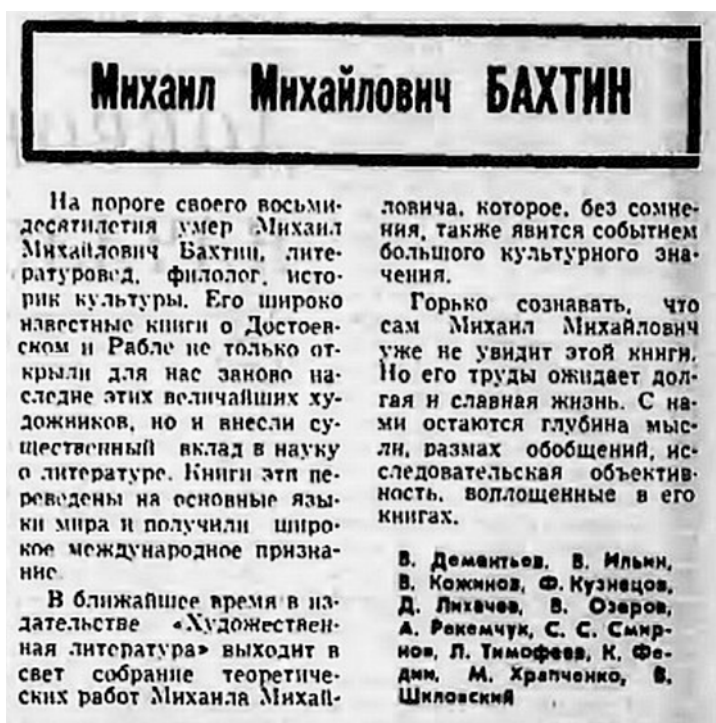 Михаил Михайлович БАХТИН
На пороге своего восьми-
десятилетия умер Михаил
Михайлович Бахтин, лите-
ратуровед, филолог, исто-
рик культуры. Его широко
известные книги о Достоев-
ском и Рабле не только от-
крыли для нас заново на-
следие этих величайших ху-
дожников, но и внесли су-
щественный вклад в науку
о литературе. Книги эти пе-
реведены на основные язы-
ки мира и получили широ-
кое международное призна-
ние.
В ближайшее время в из-
дательстве «Художествен-
ная литература» выходит в
свет собрание теоретиче-
ских работ Михаила Михай-
ловича, которое, без сомне-
ния, также явится событием
большого культурного зна-
чения.
Горько сознавать, что
сам Михаил Михайлович
уже не увидит этой книги.
Но его труды ожидает дол-
гая и славная жизнь. С на-
ми остаются глубина мыс-
ли, размах обобщений, ис-
следовательская объектив-
ность, воплощенные в его
книгах.
В. Дементьев, В. Ильин,
В. Кожинов, Ф. Кузнецов,
Д. Лихачев, В. Озеров,
А. Рекемчук, С. С. Смир-
нов, Л. Тимофеев, К. Фе-
дин, М. Храпченко, В.
Шкловский